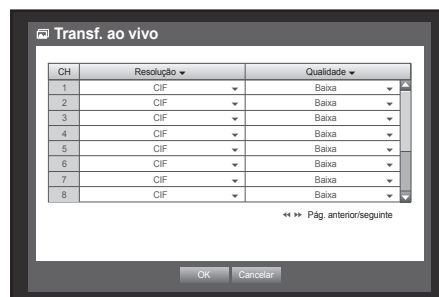 Transf. ao vivo
CH Resolução Qualidade
1 CIF Baixa
2 CIF Baixa
3 CIF Baixa
4 CIF Baixa
5 CIF Baixa
6 CIF Baixa
7 CIF Baixa
8 CIF Baixa
Pág. anterior/seguinte
OK Cancelar